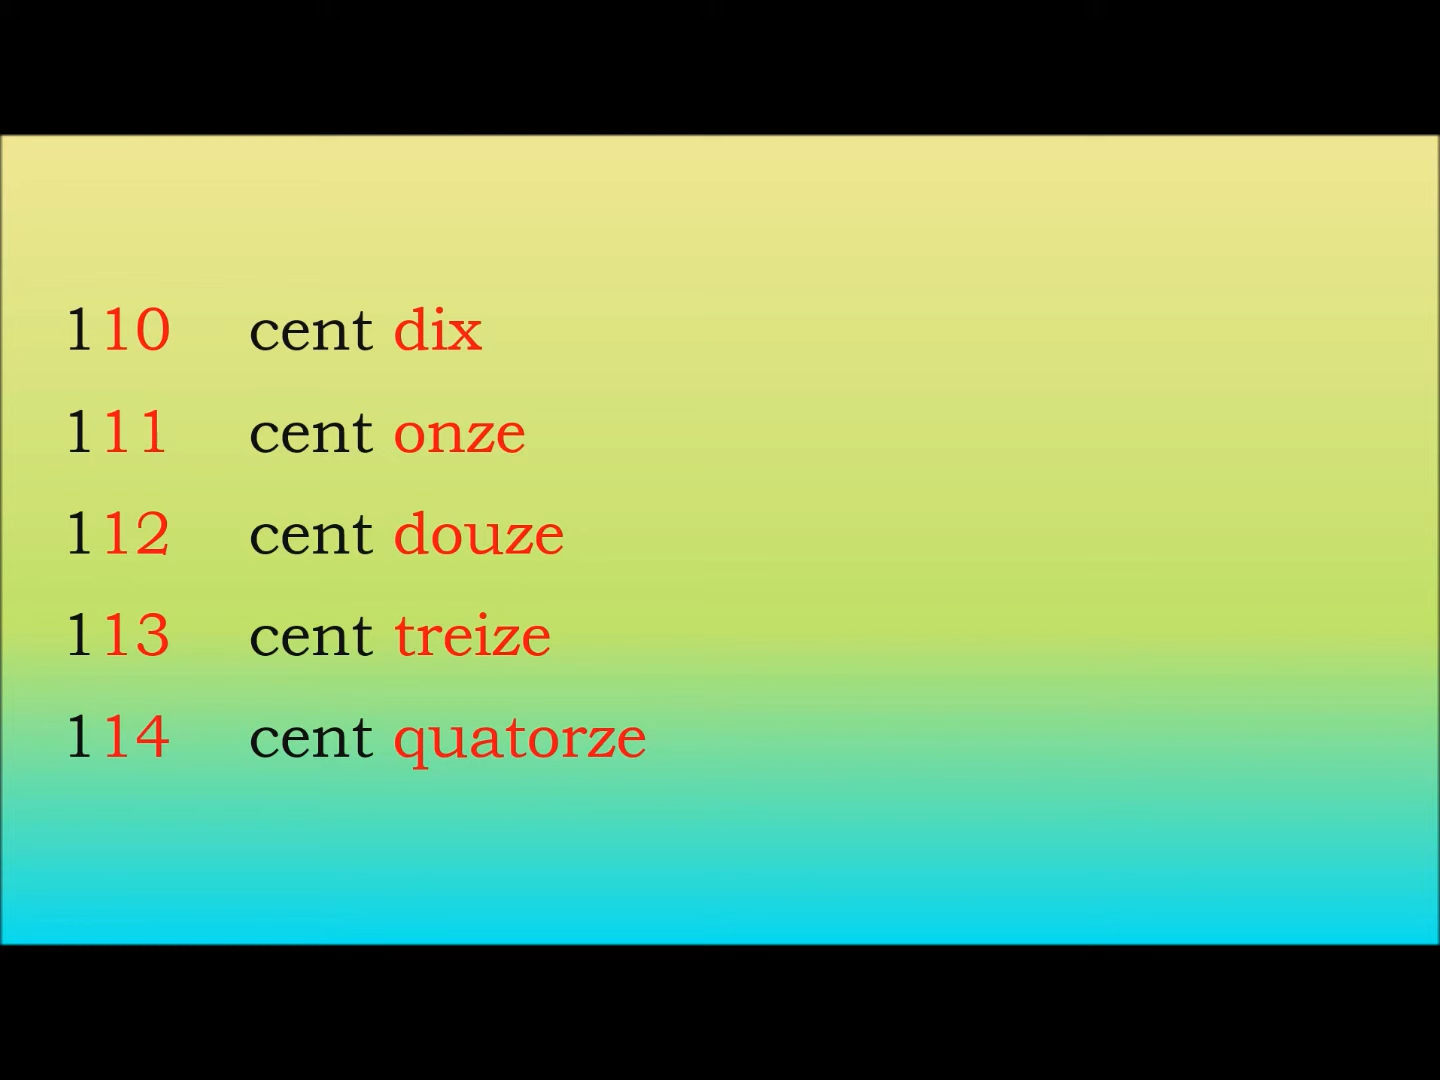 110 cent dix
111 cent onze
112 cent douze
113 cent treize
114 cent quatorze